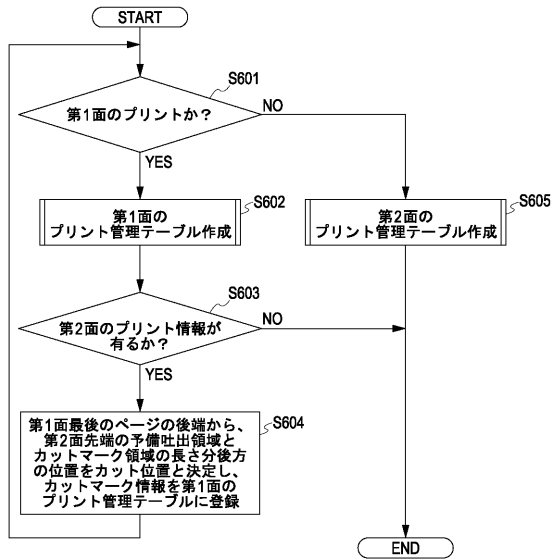 START
S601
第1面のプリントか？
NO
YES
S602
第1面の
プリント管理テーブル作成
S605
第2面の
プリント管理テーブル作成
S603
第2面のプリント情報が
有るか？
NO
YES
S604
第1面最後のページの後端から、
第2面先端の予備吐出領域と
カットマーク領域の長さ分後方
の位置をカット位置と決定し、
カットマーク情報を第1面の
プリント管理テーブルに登録
END